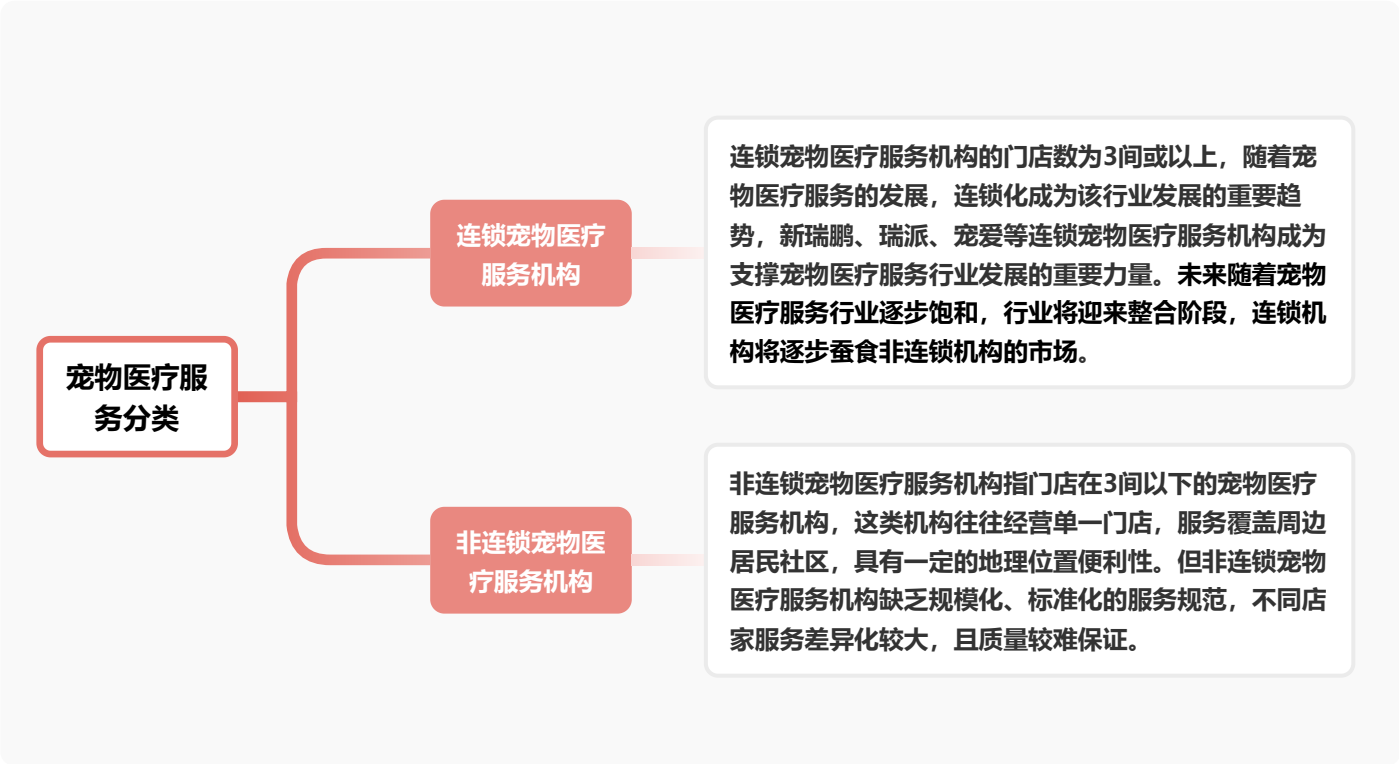 宠物医疗服
务分类
连锁宠物医疗
服务机构
连锁宠物医疗服务机构的门店数为3间或以上，随着宠
物医疗服务的发展，连锁化成为该行业发展的重要趋
势，新瑞鹏、瑞派、宠爱等连锁宠物医疗服务机构成为
支撑宠物医疗服务行业发展的重要力量。未来随着宠物
医疗服务行业逐步饱和，行业将迎来整合阶段，连锁机
构将逐步蚕食非连锁机构的市场。
非连锁宠物医
疗服务机构
非连锁宠物医疗服务机构指门店在3间以下的宠物医疗
服务机构，这类机构往往经营单一门店，服务覆盖周边
居民社区，具有一定的地理位置便利性。但非连锁宠物
医疗服务机构缺乏规模化、标准化的服务规范，不同店
家服务差异化较大，且质量较难保证。